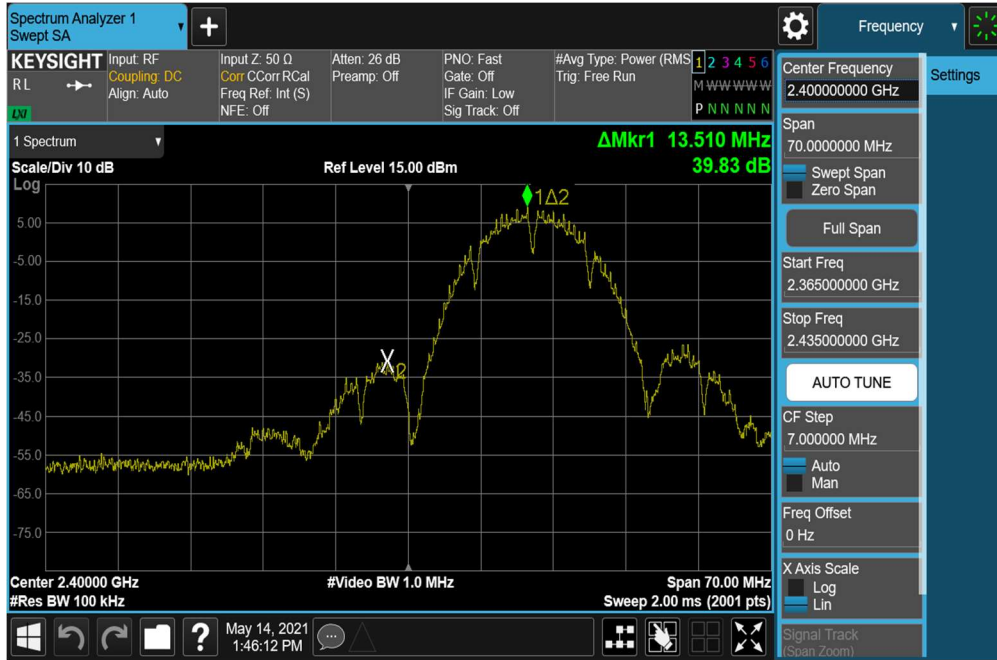 Spectrum Analyzer 1
Swept SA
Frequency
KEYSIGHT
RL
LXI
Input: RF
Coupling: DC
Align: Auto
Input Z: 50 Ω
Corr CCorr RCal
Freq Ref: Int (S)
NFE: Off
Atten: 26 dB
Preamp: Off
PNO: Fast
Gate: Off
IF Gain: Low
Sig Track: Off
#Avg Type: Power (RMS
Trig: Free Run
1 2 3 4 5 6
M W W W W W
P N N N N N
Center Frequency
2.400000000 GHz
Settings
Span
70.0000000 MHz
Swept Span
Zero Span
Full Span
Start Freq
2.365000000 GHz
Stop Freq
2.435000000 GHz
AUTO TUNE
CF Step
7.000000 MHz
Auto
Man
Freq Offset
0 Hz
X Axis Scale
Log
Lin
Signal Track
(Span Zoom)
1 Spectrum
ΔMkr1 13.510 MHz
39.83 dB
Scale/Div 10 dB
Ref Level 15.00 dBm
Log
1Δ2
X2
5.00
-5.00
-15.0
-25.0
-35.0
-45.0
-55.0
-65.0
-75.0
Center 2.40000 GHz
#Video BW 1.0 MHz
Span 70.00 MHz
#Res BW 100 kHz
Sweep 2.00 ms (2001 pts)
?
May 14, 2021
1:46:12 PM